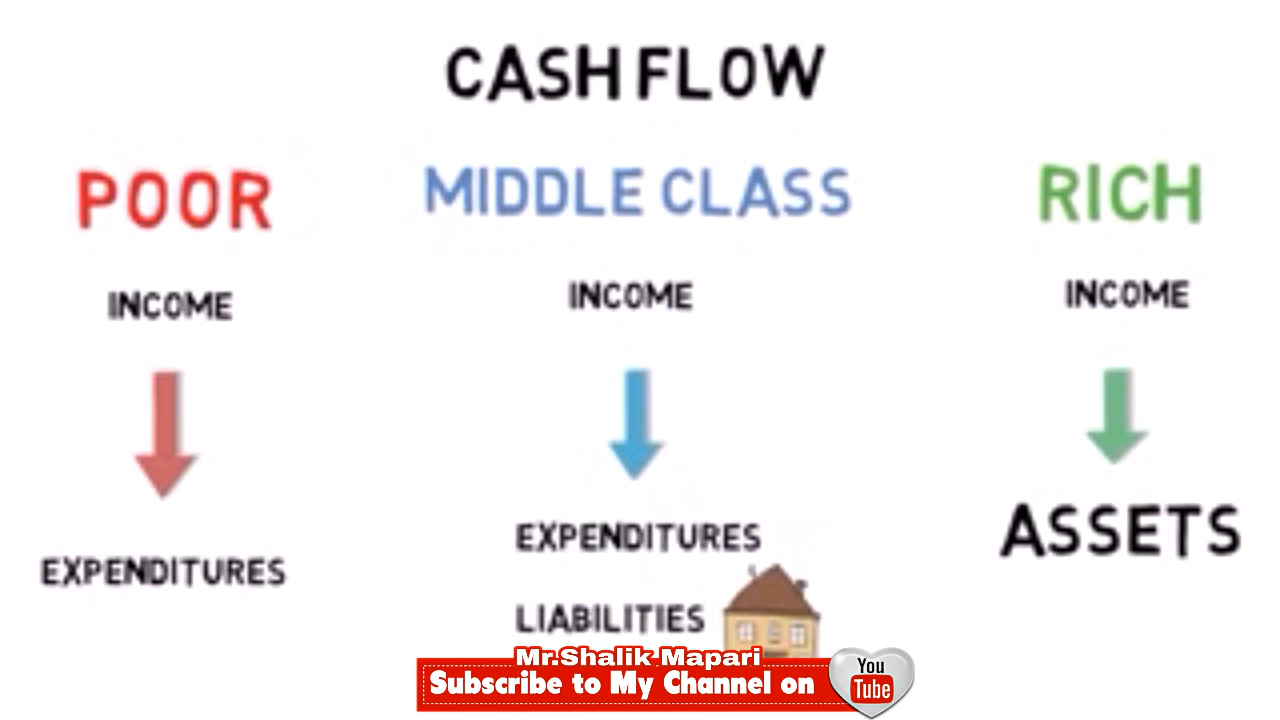 CASH FLOW
POOR
INCOME
EXPENDITURES
MIDDLE CLASS
INCOME
EXPENDITURES
LIABILITIES
RICH
INCOME
ASSETS
Mr.Shalik Mapari
Subscribe to My Channel on
You
Tube